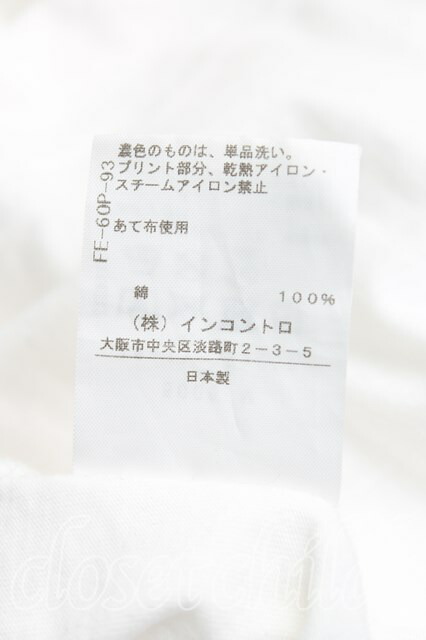 濃色のものは、単品洗い。
プリント部分、乾熱アイロン・
スチームアイロン禁止
あて布使用
FE-60P-93
綿 100%
(株)インコントロ
大阪市中央区淡路町2-3-5
日本製
closetchild